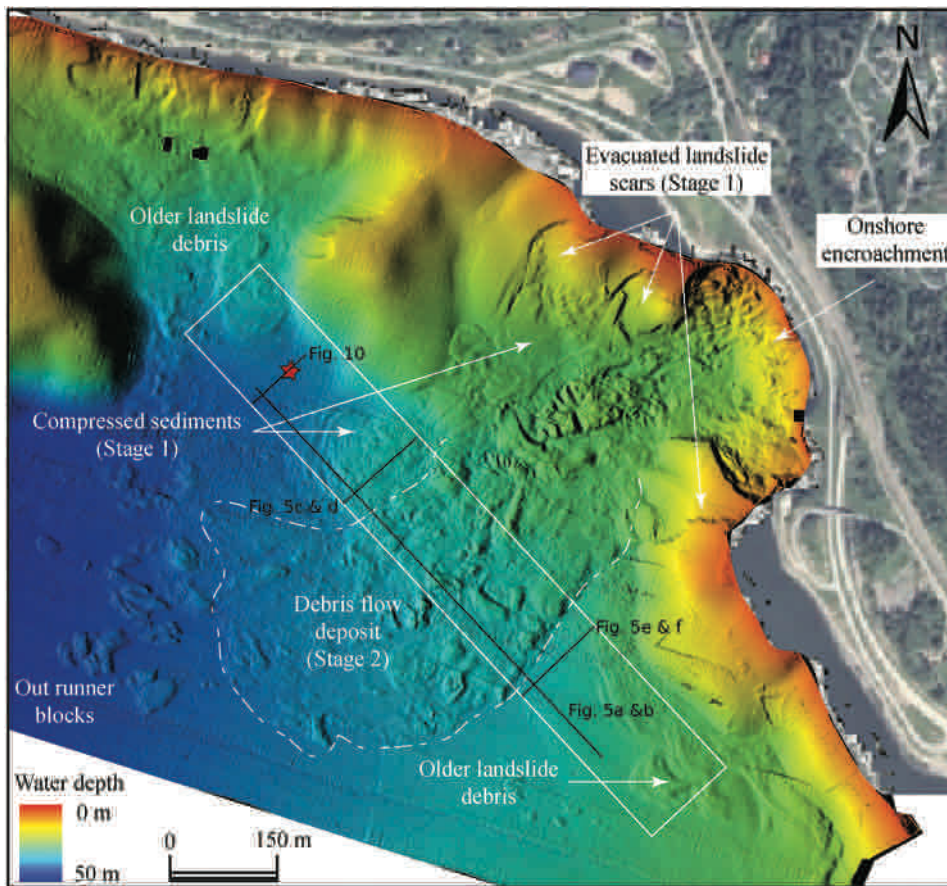 N
Evacuated landslide
scars (Stage 1)
Onshore
encroachment
Older landslide
debris
Fig. 10
Compressed sediments
(Stage 1)
Fig. 5c & d
Debris flow
deposit
(Stage 2)
Fig. 5e & f
Out runner
blocks
Fig. 5a &b
Older landslide
debris
Water depth
0 m
50 m
0 150 m